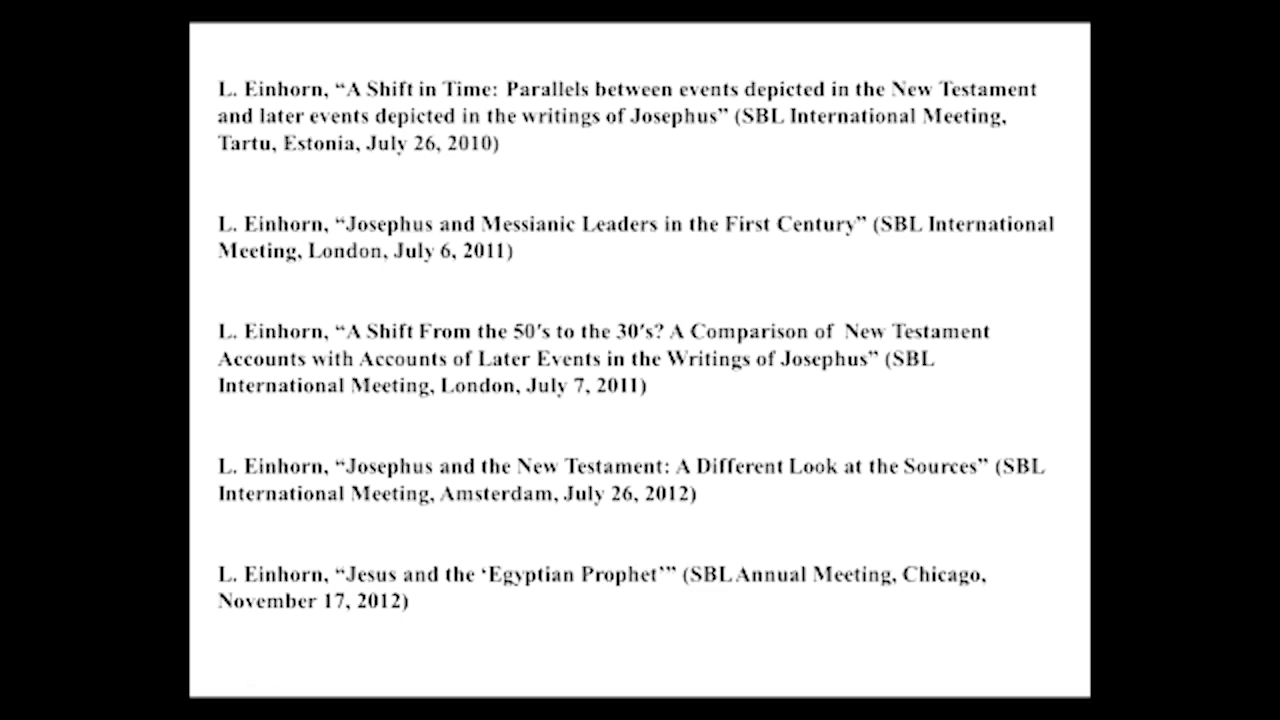 L. Einhorn, “A Shift in Time: Parallels between events depicted in the New Testament
and later events depicted in the writings of Josephus” (SBL International Meeting,
Tartu, Estonia, July 26, 2010)
L. Einhorn, “Josephus and Messianic Leaders in the First Century” (SBL International
Meeting, London, July 6, 2011)
L. Einhorn, “A Shift From the 50's to the 30's? A Comparison of New Testament
Accounts with Accounts of Later Events in the Writings of Josephus” (SBL
International Meeting, London, July 7, 2011)
L. Einhorn, “Josephus and the New Testament: A Different Look at the Sources” (SBL
International Meeting, Amsterdam, July 26, 2012)
L. Einhorn, “Jesus and the ‘Egyptian Prophet’” (SBL Annual Meeting, Chicago,
November 17, 2012)